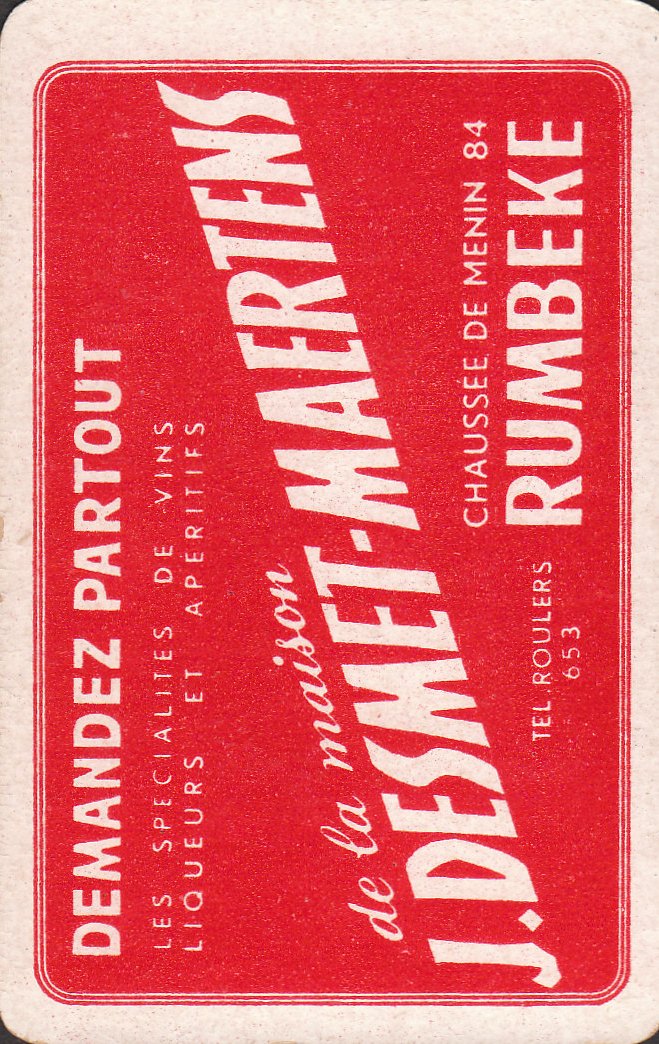 DEMANDEZ PARTOUT
LES SPECIALITES DE VINS
LIQUEURS ET APERITIFS
de la maison
J. DESMET-MAERTENS
CHAUSSÉE DE MENIN 84
TEL. ROULERS
653
RUMBEKE